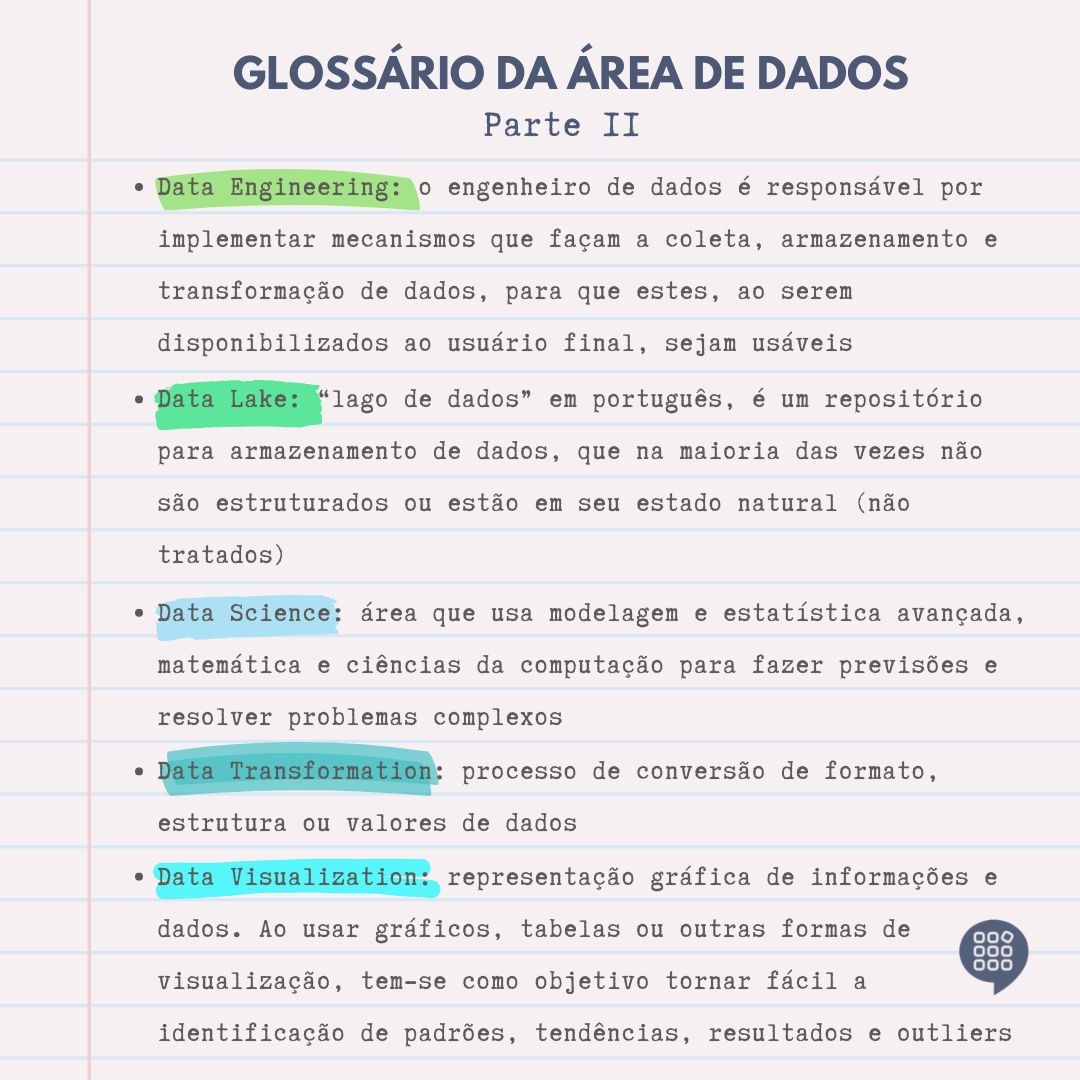 GLOSSÁRIO DA ÁREA DE DADOS
Parte II
• Data Engineering: o engenheiro de dados é responsável por
implementar mecanismos que façam a coleta, armazenamento e
transformação de dados, para que estes, ao serem
disponibilizados ao usuário final, sejam usáveis
• Data Lake: “lago de dados” em português, é um repositório
para armazenamento de dados, que na maioria das vezes não
são estruturados ou estão em seu estado natural (não
tratados)
• Data Science: área que usa modelagem e estatística avançada,
matemática e ciências da computação para fazer previsões e
resolver problemas complexos
• Data Transformation: processo de conversão de formato,
estrutura ou valores de dados
• Data Visualization: representação gráfica de informações e
dados. Ao usar gráficos, tabelas ou outras formas de
visualização, tem-se como objetivo tornar fácil a
identificação de padrões, tendências, resultados e outliers